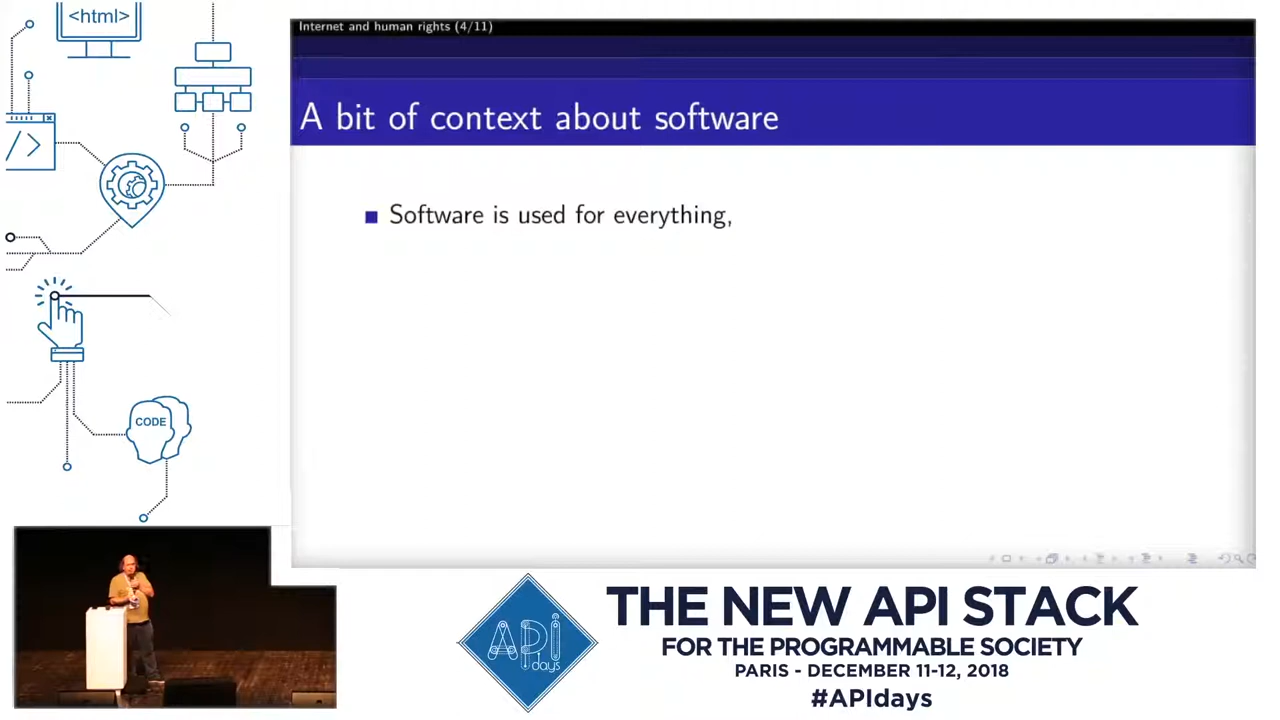 <html>
Internet and human rights (4/11)
A bit of context about software
Software is used for everything,
/>
CODE
API
days
THE NEW API STACK
FOR THE PROGRAMMABLE SOCIETY
PARIS - DECEMBER 11-12, 2018
#APIdays